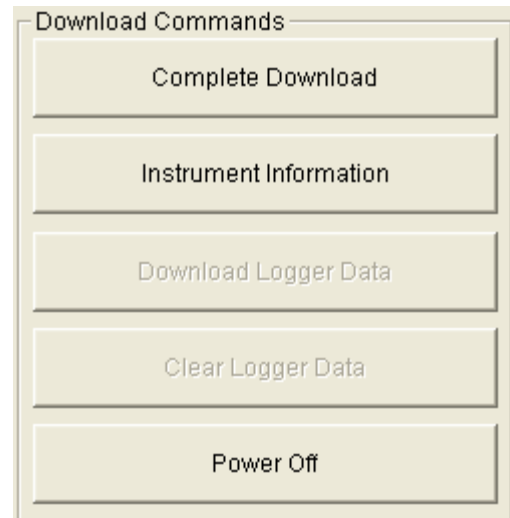 Download Commands
Complete Download
Instrument Information
Download Logger Data
Clear Logger Data
Power Off